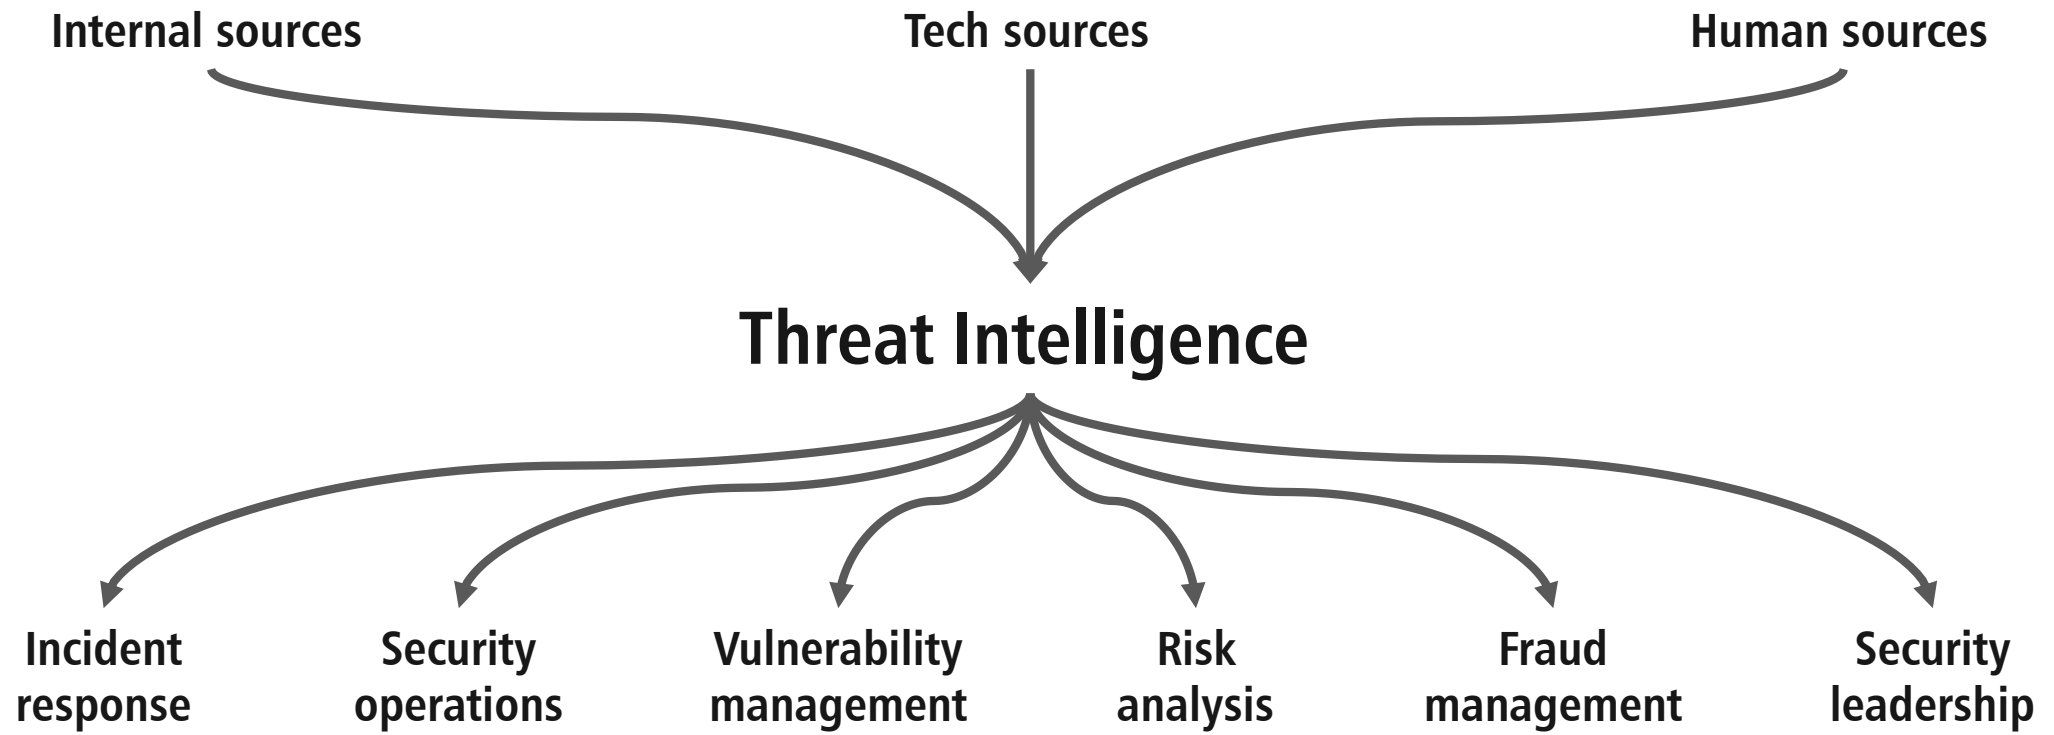 Internal sources
Tech sources
Human sources
Threat Intelligence
Incident
response
Security
operations
Vulnerability
management
Risk
analysis
Fraud
management
Security
leadership